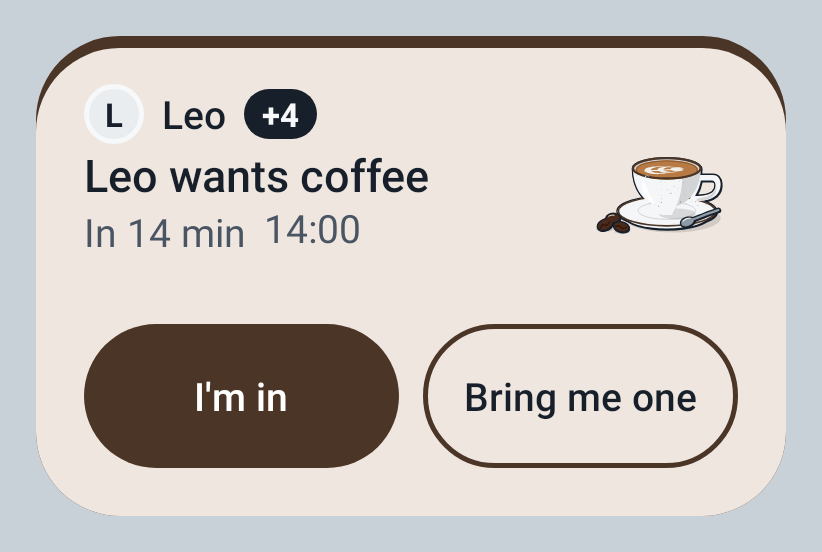 L Leo +4
Leo wants coffee
In 14 min 14:00
I'm in
Bring me one